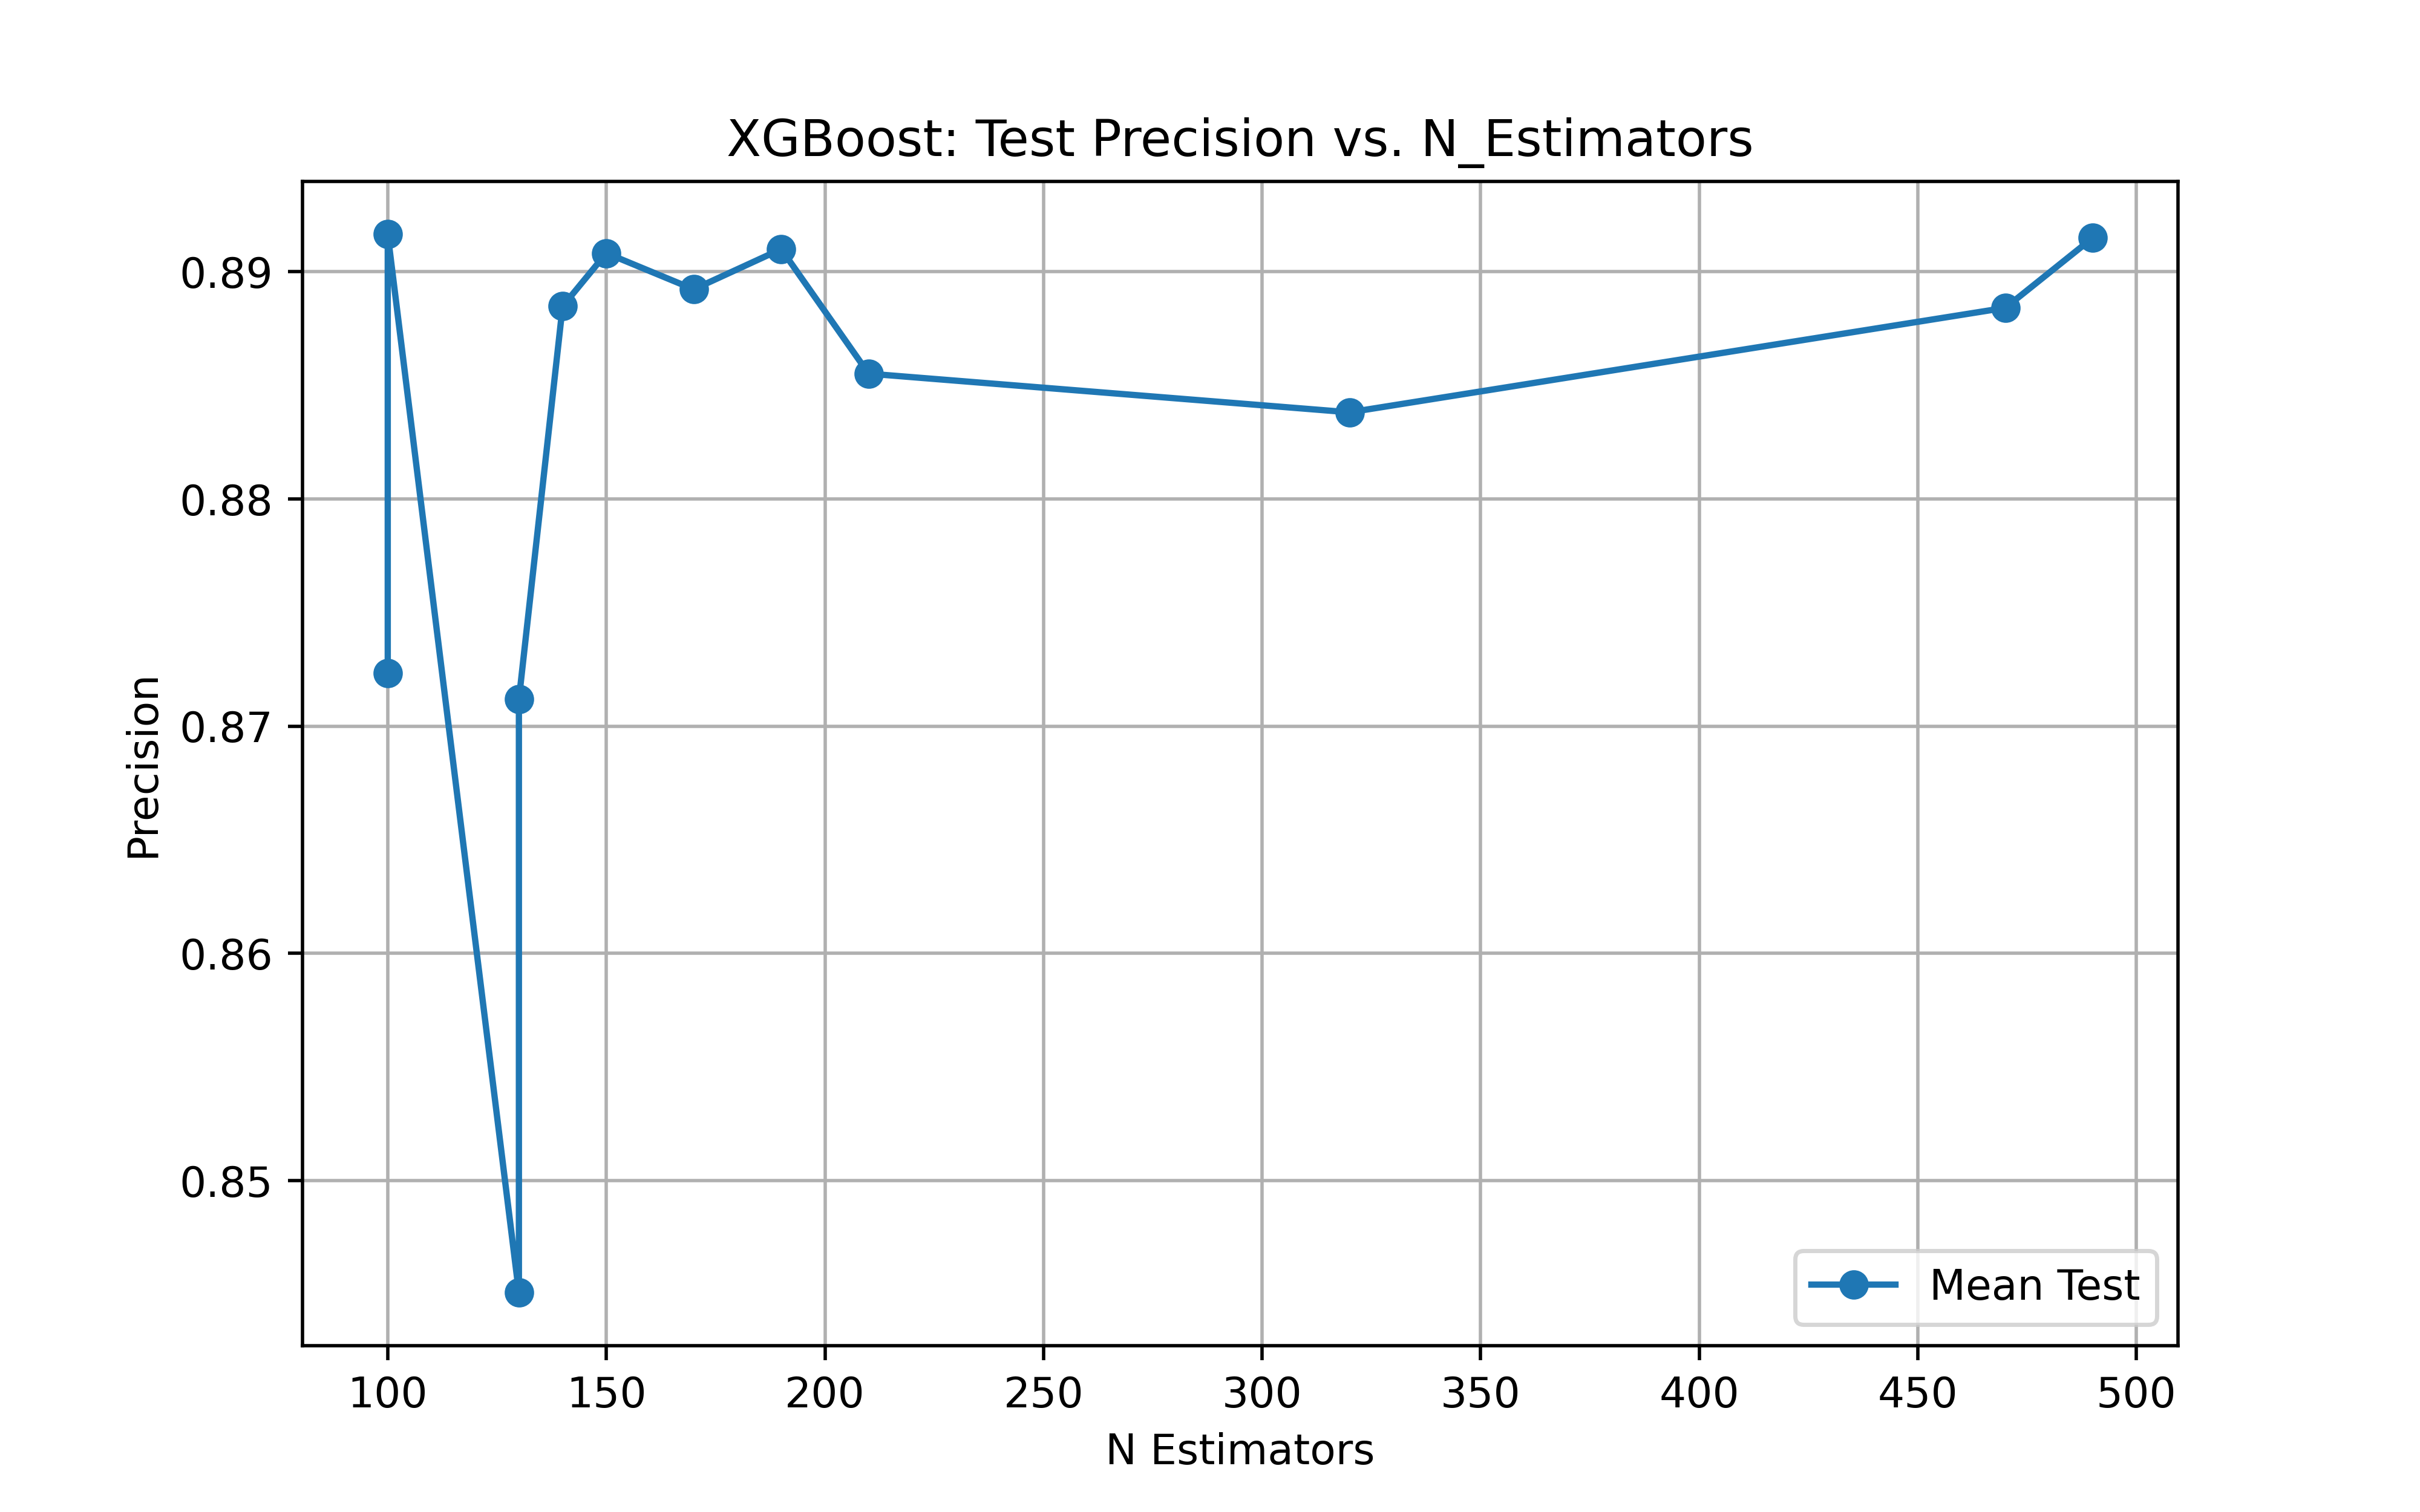 XGBoost: Test Precision vs. N_Estimators
Precision
0.89
0.88
0.87
0.86
0.85
100 150 200 250 300 350 400 450 500
N Estimators
Mean Test